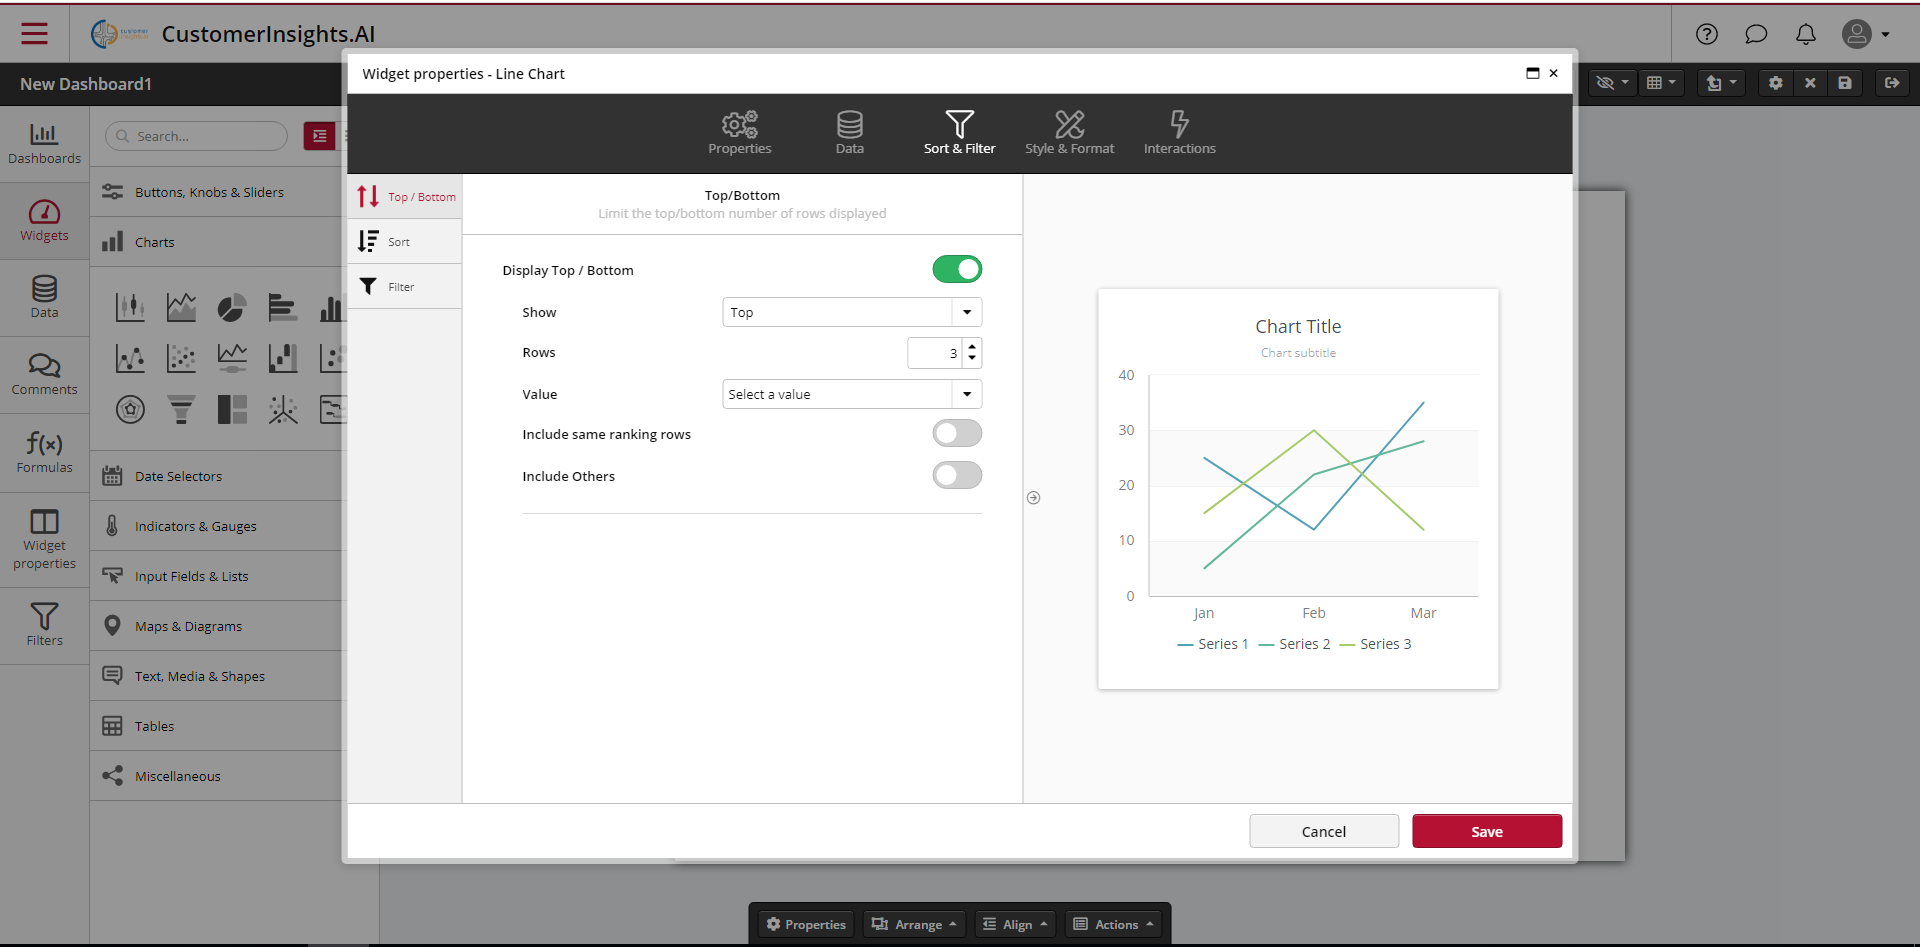 CustomerInsights.AI
New Dashboard1
Dashboards
Widgets
Data
Comments
f(x)
Formulas
Widget
properties
Filters
Search...
Buttons, Knobs & Sliders
Charts
Date Selectors
Indicators & Gauges
Input Fields & Lists
Maps & Diagrams
Text, Media & Shapes
Tables
Miscellaneous
Widget properties - Line Chart
Properties
Data
Sort & Filter
Style & Format
Interactions
Top / Bottom
Sort
Filter
Top/Bottom
Limit the top/bottom number of rows displayed
Display Top / Bottom
Show
Top
Rows
3
Value
Select a value
Include same ranking rows
Include Others
Chart Title
Chart subtitle
40
30
20
10
0
Jan Feb Mar
Series 1 Series 2 Series 3
Cancel
Save
Properties
Arrange
Align
Actions